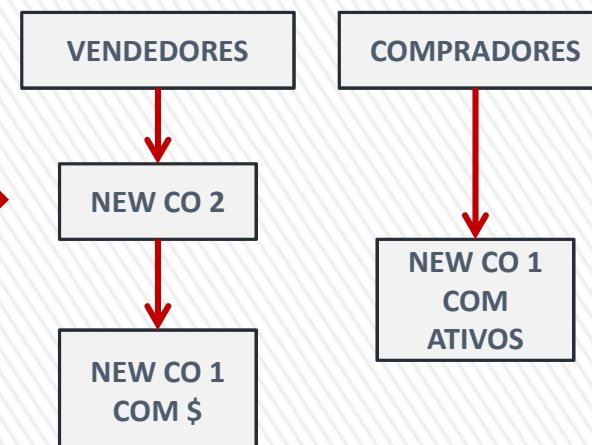 VENDEDORES
NEW CO 2
NEW CO 1
COM $
COMPRADORES
NEW CO 1
COM
ATIVOS